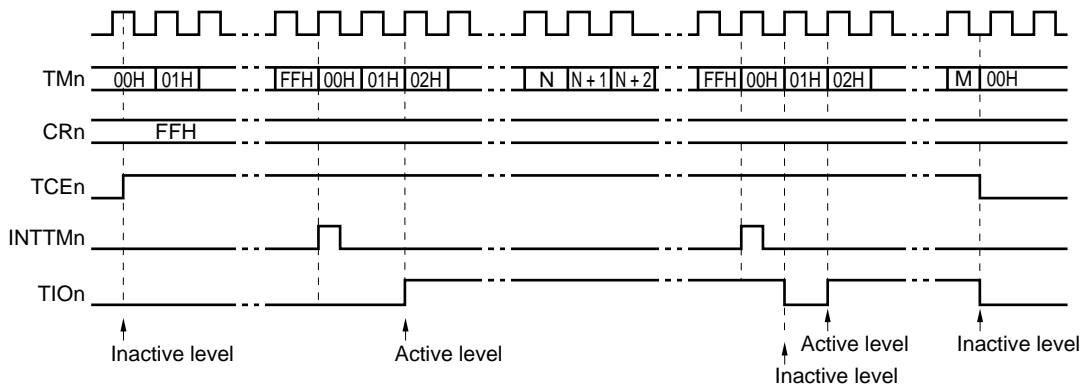 TMn 00H 01H FFH 00H 01H 02H N N + 1 N + 2 FFH 00H 01H 02H M 00H
CRn FFH
TCEn
INTTMn
TIOn
Inactive level Active level Active level Inactive level
Inactive level